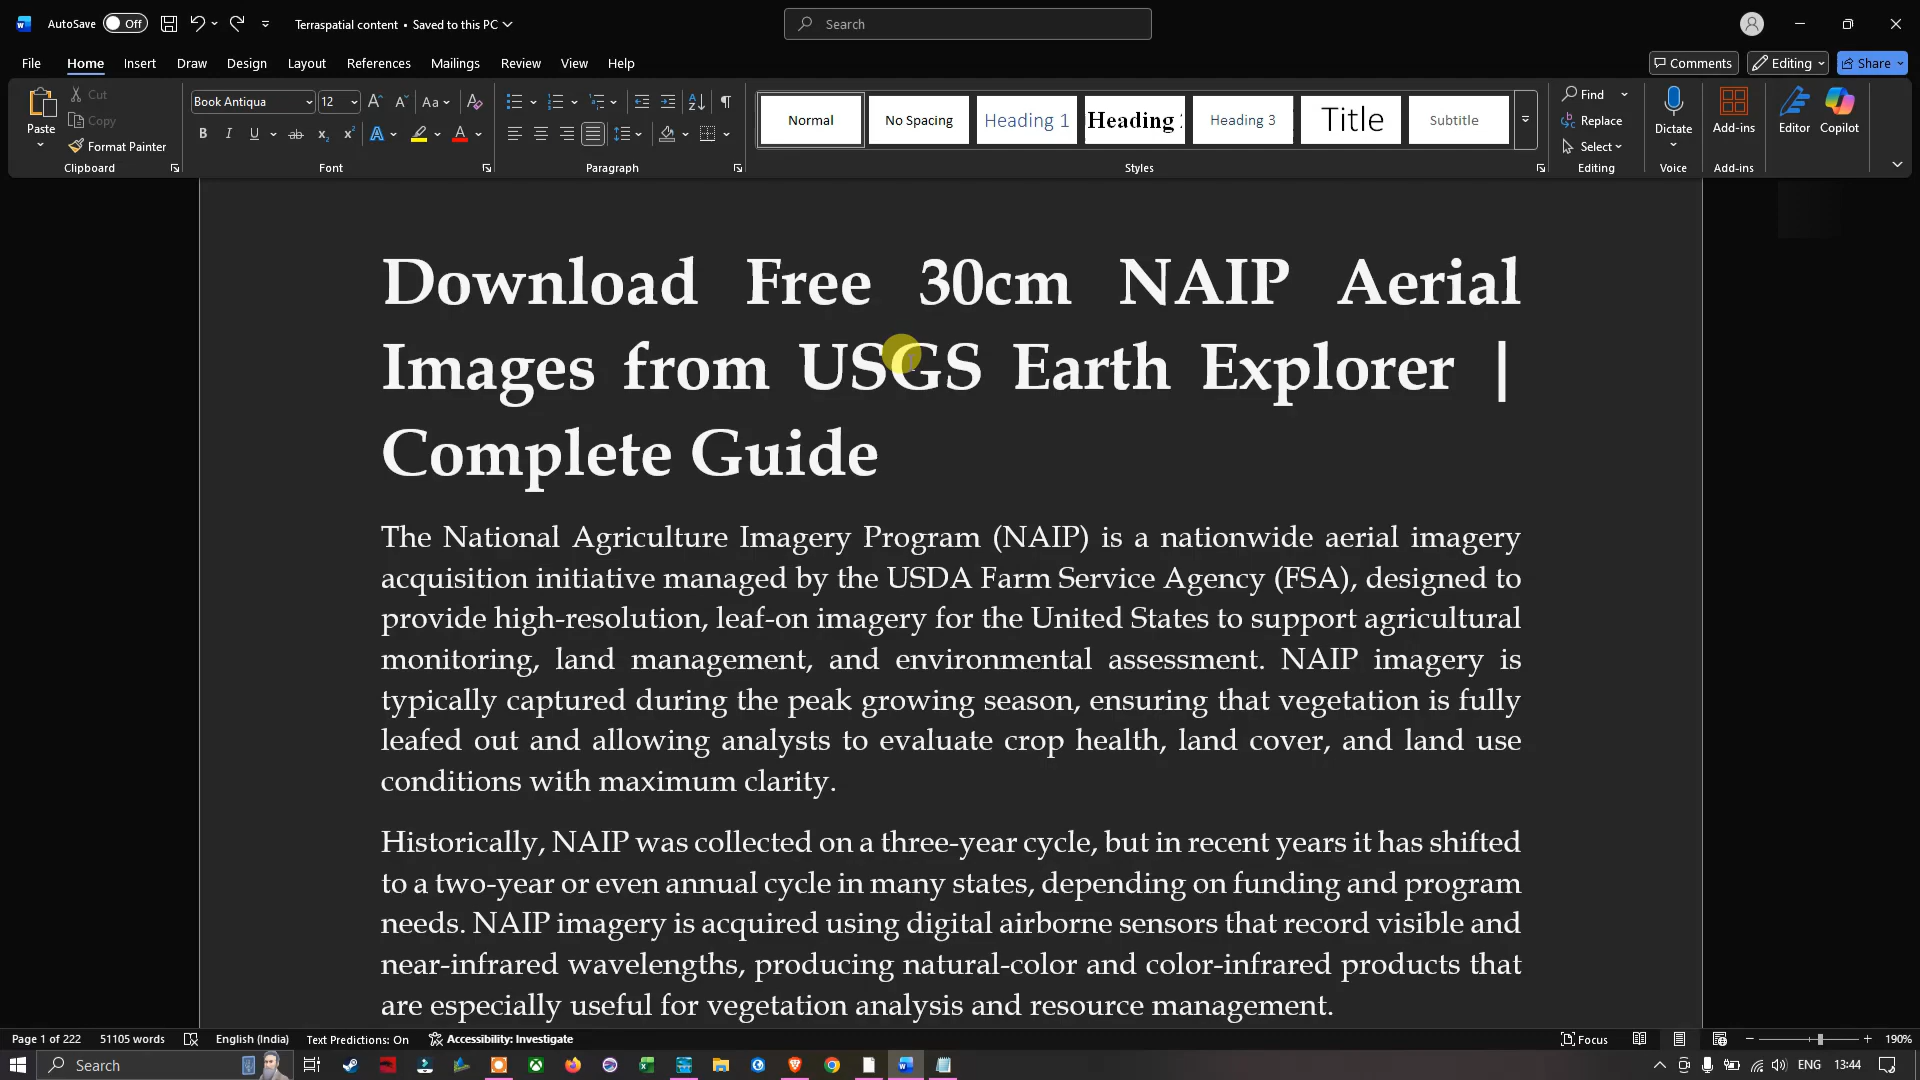 AutoSave Off Terraspatial content • Saved to this PC Search
File Home Insert Draw Design Layout References Mailings Review View Help Comments Editing Share
Paste Cut Copy Format Painter
Book Antiqua 12
Normal No Spacing Heading 1 Heading Heading 3 Title Subtitle
Find Replace Select
Dictate Add-ins Editor Copilot
Clipboard Font Paragraph Styles Editing Voice Add-ins
Download Free 30cm NAIP Aerial
Images from USGS Earth Explorer |
Complete Guide
The National Agriculture Imagery Program (NAIP) is a nationwide aerial imagery
acquisition initiative managed by the USDA Farm Service Agency (FSA), designed to
provide high-resolution, leaf-on imagery for the United States to support agricultural
monitoring, land management, and environmental assessment. NAIP imagery is
typically captured during the peak growing season, ensuring that vegetation is fully
leafed out and allowing analysts to evaluate crop health, land cover, and land use
conditions with maximum clarity.
Historically, NAIP was collected on a three-year cycle, but in recent years it has shifted
to a two-year or even annual cycle in many states, depending on funding and program
needs. NAIP imagery is acquired using digital airborne sensors that record visible and
near-infrared wavelengths, producing natural-color and color-infrared products that
are especially useful for vegetation analysis and resource management.
Page 1 of 222 51105 words English (India) Text Predictions: On Accessibility: Investigate Focus 190%
Search ENG 13:44